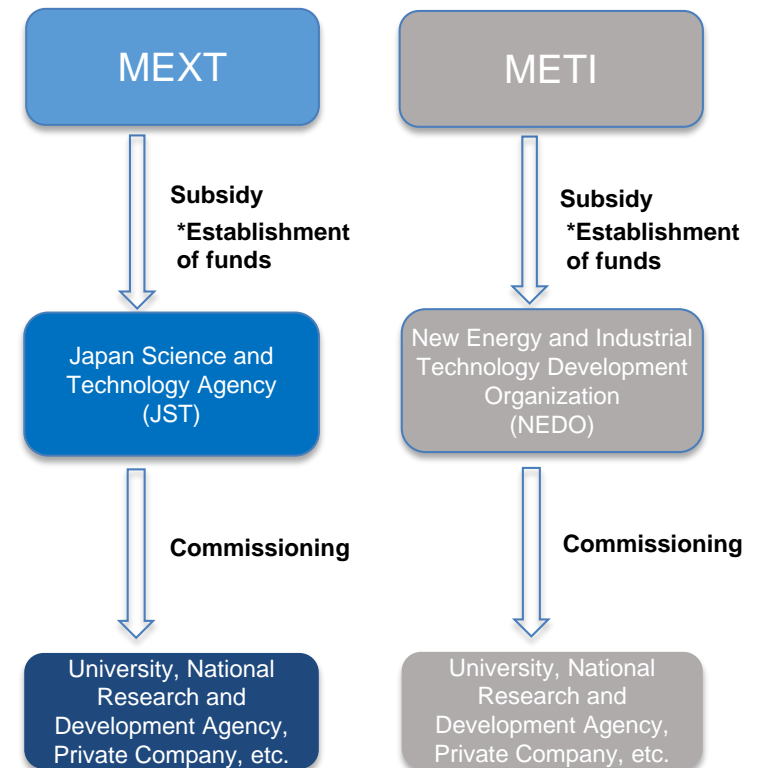 MEXT
METI
Subsidy
*Establishment
of funds
Subsidy
*Establishment
of funds
Japan Science and
Technology Agency
(JST)
New Energy and Industrial
Technology Development
Organization
(NEDO)
Commissioning
Commissioning
University, National
Research and
Development Agency,
Private Company, etc.
University, National
Research and
Development Agency,
Private Company, etc.